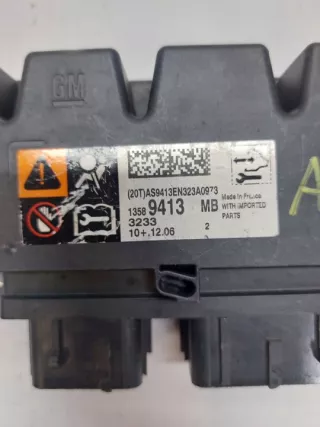 GM
(20T)AS9413EN323A0973
1358 9413 MB
3233
10+.12.06 2
Made In France
WITH IMPORTED
PARTS
A